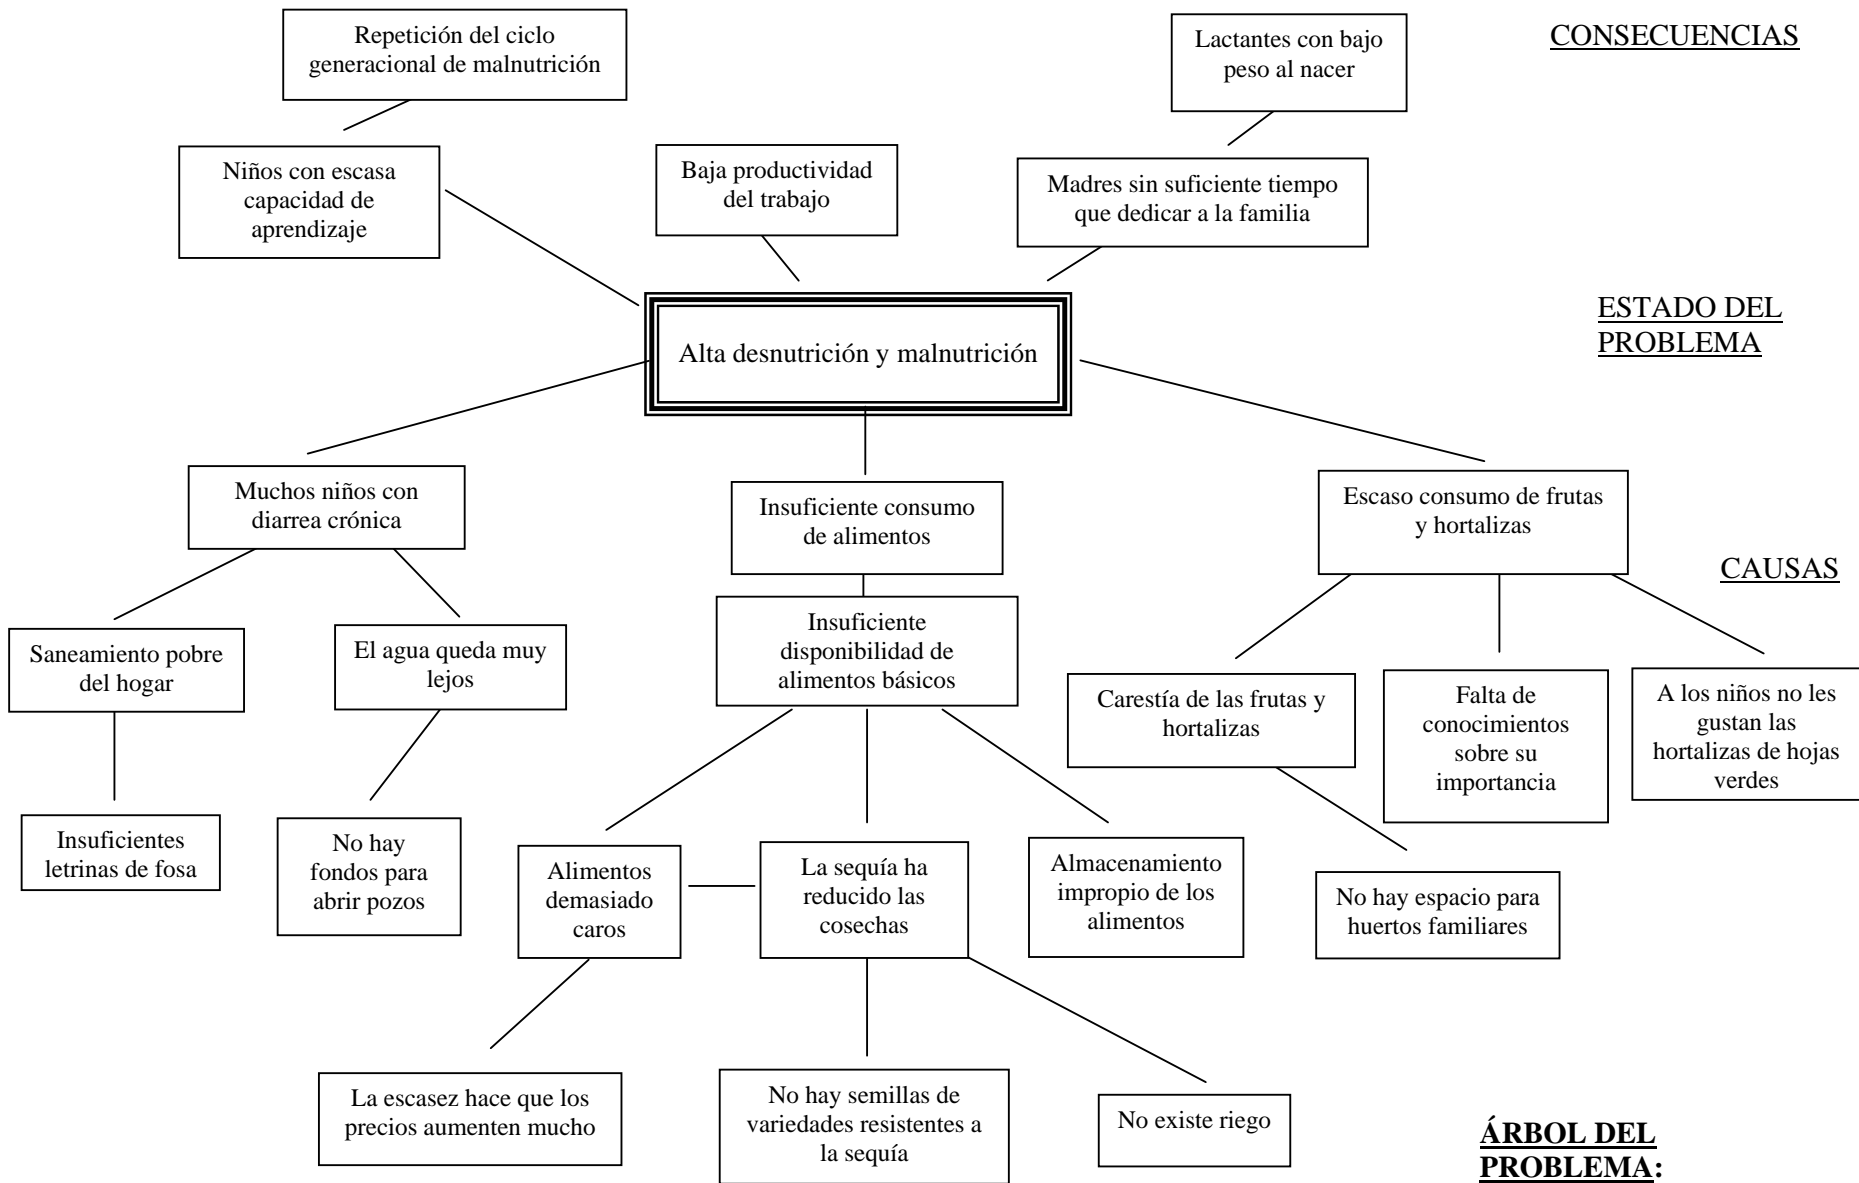 Repetición del ciclo
generacional de malnutrición
Lactantes con bajo
peso al nacer
CONSECUENCIAS
Niños con escasa
capacidad de
aprendizaje
Baja productividad
del trabajo
Madres sin suficiente tiempo
que dedicar a la familia
ESTADO DEL
PROBLEMA
Alta desnutrición y malnutrición
Muchos niños con
diarrea crónica
Insuficiente consumo
de alimentos
Escaso consumo de frutas
y hortalizas
CAUSAS
Saneamiento pobre
del hogar
El agua queda muy
lejos
Insuficiente
disponibilidad de
alimentos básicos
Carestía de las frutas y
hortalizas
Falta de
conocimientos
sobre su
importancia
A los niños no les
gustan las
hortalizas de hojas
verdes
Insuficientes
letrinas de fosa
No hay
fondos para
abrir pozos
Alimentos
demasiado
caros
La sequía ha
reducido las
cosechas
Almacenamiento
impropio de los
alimentos
No hay espacio para
huertos familiares
La escasez hace que los
precios aumenten mucho
No hay semillas de
variedades resistentes a
la sequía
No existe riego
ÁRBOL DEL
PROBLEMA: